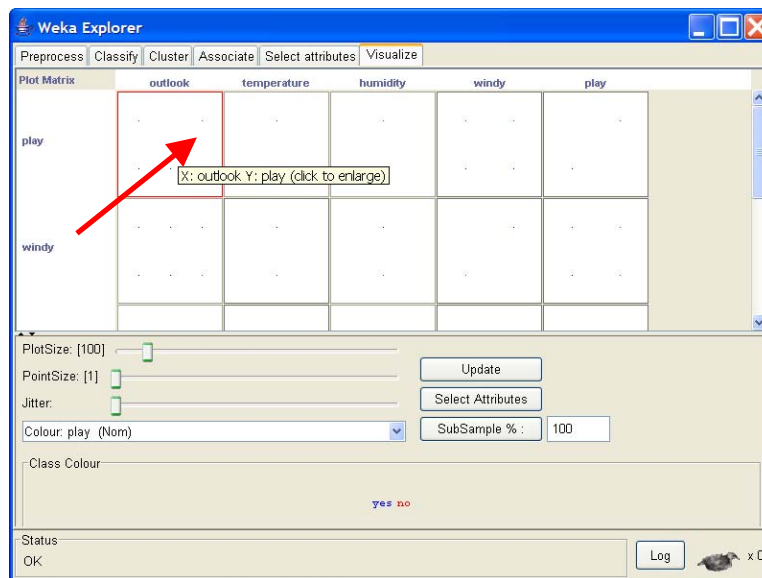 Weka Explorer
Preprocess Classify Cluster Associate Select attributes Visualize
Plot Matrix outlook temperature humidity windy play
play
X: outlook Y: play (click to enlarge)
windy
PlotSize: [100]
PointSize: [1]
Jitter:
Update
Select Attributes
Colour: play (Nom)
SubSample % :
100
Class Colour
yes no
Status
OK
Log
x 0